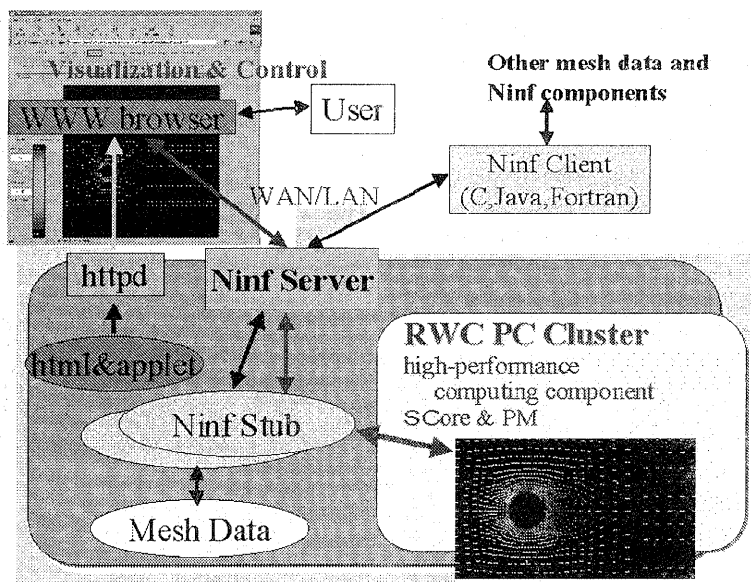 Visualization & Control
WWW browser
User
Other mesh data and
Ninf components
Ninf Client
(C,Java,Fortran)
WAN/LAN
httpd
Ninf Server
html&applet
RWC PC Cluster
high-performance
computing component
SCore & PM
Ninf Stub
Mesh Data